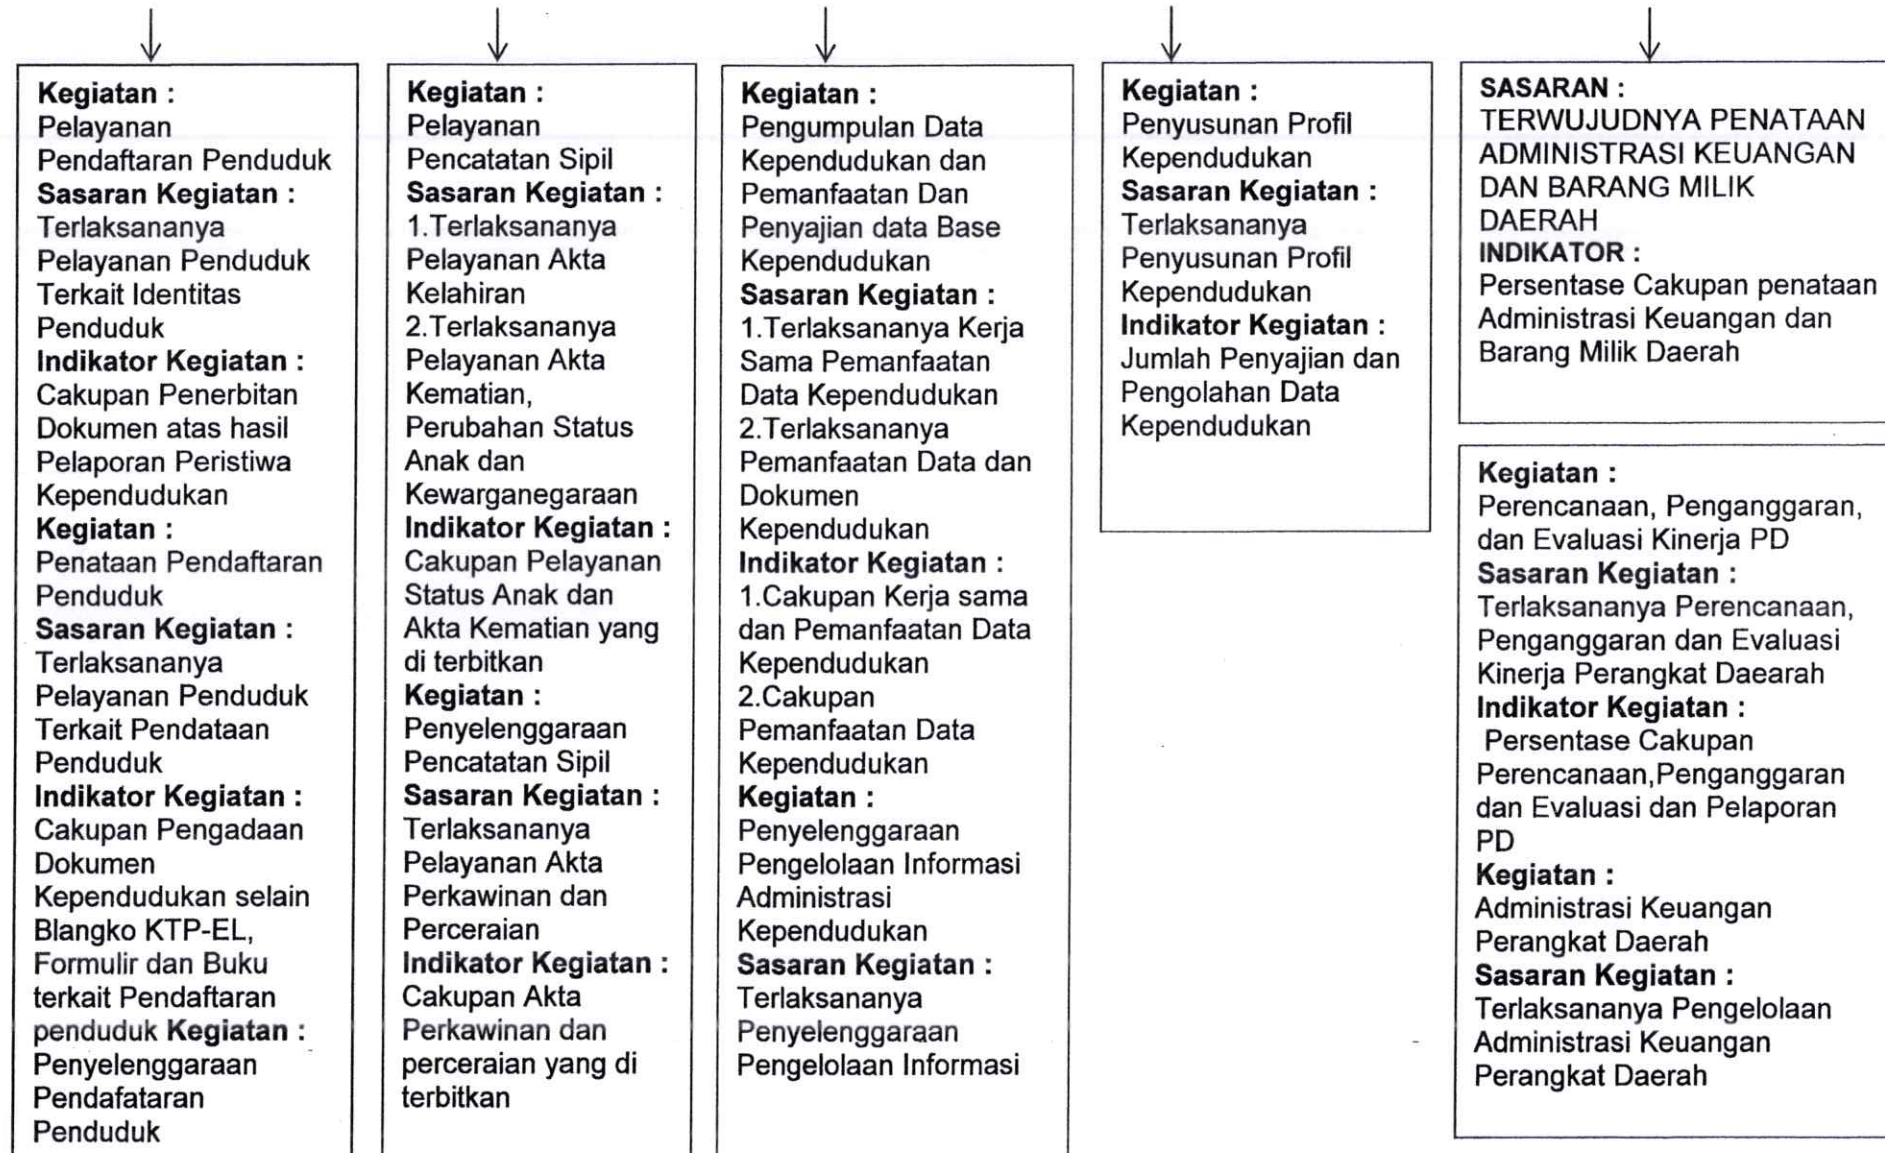 Kegiatan :
Pelayanan
Pendaftaran Penduduk
Sasaran Kegiatan :
Terlaksananya
Pelayanan Penduduk
Terkait Identitas
Penduduk
Indikator Kegiatan :
Cakupan Penerbitan
Dokumen atas hasil
Pelaporan Peristiwa
Kependudukan
Kegiatan :
Penataan Pendaftaran
Penduduk
Sasaran Kegiatan :
Terlaksananya
Pelayanan Penduduk
Terkait Pendataan
Penduduk
Indikator Kegiatan :
Cakupan Pengadaan
Dokumen
Kependudukan selain
Blangko KTP-EL,
Formulir dan Buku
terkait Pendaftaran
penduduk Kegiatan :
Penyelenggaraan
Pendafataran
Penduduk
Kegiatan :
Pelayanan
Pencatatan Sipil
Sasaran Kegiatan :
1.Terlaksananya
Pelayanan Akta
Kelahiran
2.Terlaksananya
Pelayanan Akta
Kematian,
Perubahan Status
Anak dan
Kewarganegaraan
Indikator Kegiatan :
Cakupan Pelayanan
Status Anak dan
Akta Kematian yang
di terbitkan
Kegiatan :
Penyelenggaraan
Pencatatan Sipil
Sasaran Kegiatan :
Terlaksananya
Pelayanan Akta
Perkawinan dan
Perceraian
Indikator Kegiatan :
Cakupan Akta
Perkawinan dan
perceraian yang di
terbitkan
Kegiatan :
Pengumpulan Data
Kependudukan dan
Pemanfaatan Dan
Penyajian data Base
Kependudukan
Sasaran Kegiatan :
1.Terlaksananya Kerja
Sama Pemanfaatan
Data Kependudukan
2.Terlaksananya
Pemanfaatan Data dan
Dokumen
Kependudukan
Indikator Kegiatan :
1.Cakupan Kerja sama
dan Pemanfaatan Data
Kependudukan
2.Cakupan
Pemanfaatan Data
Kependudukan
Kegiatan :
Penyelenggaraan
Pengelolaan Informasi
Administrasi
Kependudukan
Sasaran Kegiatan :
Terlaksananya
Penyelenggaraan
Pengelolaan Informasi
Kegiatan :
Penyusunan Profil
Kependudukan
Sasaran Kegiatan :
Terlaksananya
Penyusunan Profil
Kependudukan
Indikator Kegiatan :
Jumlah Penyajian dan
Pengolahan Data
Kependudukan
SASARAN :
TERWUJUDNYA PENATAAN
ADMINISTRASI KEUANGAN
DAN BARANG MILIK
DAERAH
INDIKATOR :
Persentase Cakupan penataan
Administrasi Keuangan dan
Barang Milik Daerah
Kegiatan :
Perencanaan, Penganggaran,
dan Evaluasi Kinerja PD
Sasaran Kegiatan :
Terlaksananya Perencanaan,
Penganggaran dan Evaluasi
Kinerja Perangkat Daearah
Indikator Kegiatan :
Persentase Cakupan
Perencanaan,Penganggaran
dan Evaluasi dan Pelaporan
PD
Kegiatan :
Administrasi Keuangan
Perangkat Daerah
Sasaran Kegiatan :
Terlaksananya Pengelolaan
Administrasi Keuangan
Perangkat Daerah